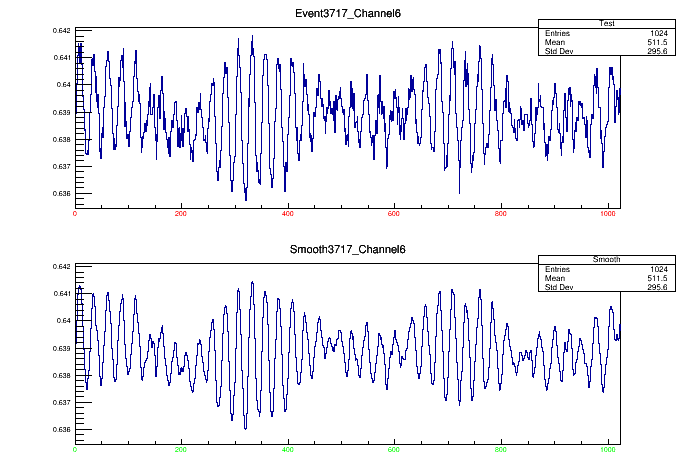 Event3717_Channel6
Test
Entries 1024
Mean 511.5
Std Dev 295.6
0.642
0.641
0.64
0.639
0.638
0.637
0.636
0 200 400 600 800 1000
Smooth3717_Channel6
Smooth
Entries 1024
Mean 511.5
Std Dev 295.6
0.642
0.641
0.64
0.639
0.638
0.637
0.636
0 200 400 600 800 1000